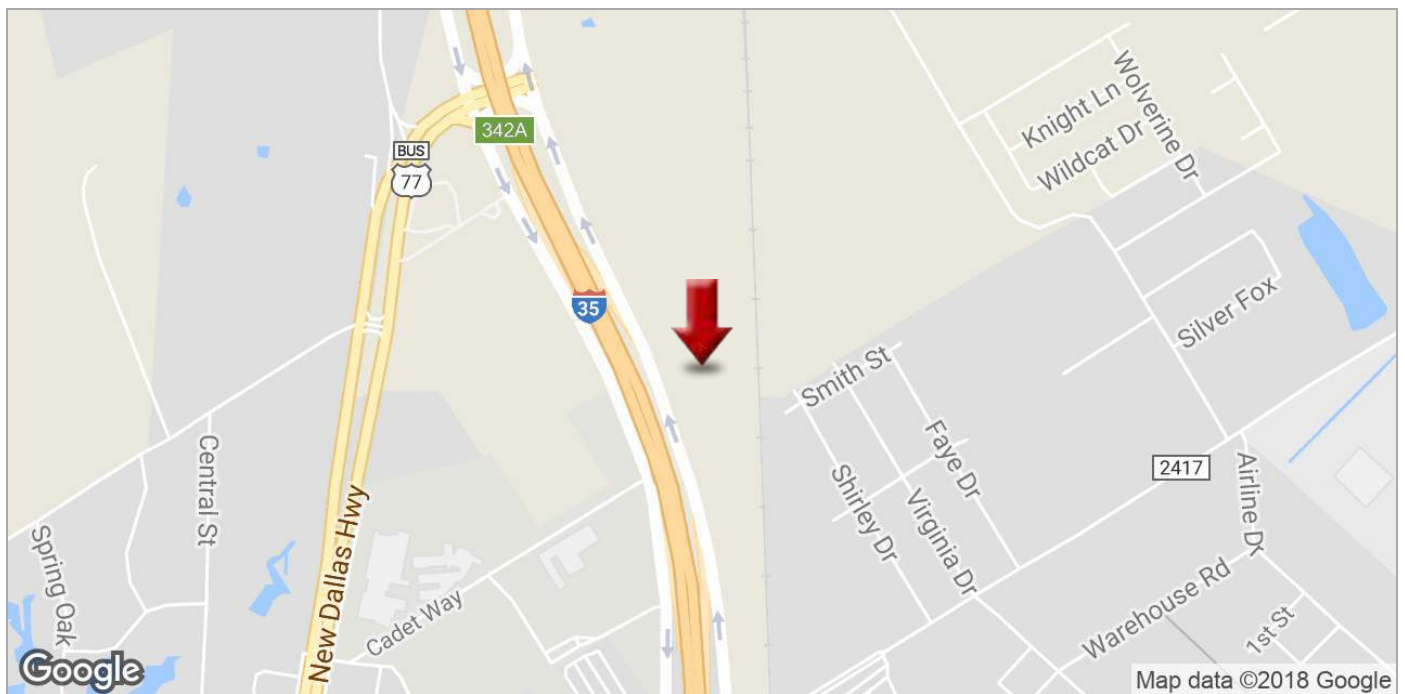 Wolverine Dr
Knight Ln
342A
Wildcat Dr
BUS
77
35
Silver Fox
Smith St
Central St
Faye Dr
2417
Airline Dr
Shirley Dr
Virginia Dr
New Dallas Hwy
Spring Oak
Warehouse Rd
Cadet Way
1st St
Google
Map data ©2018 Google